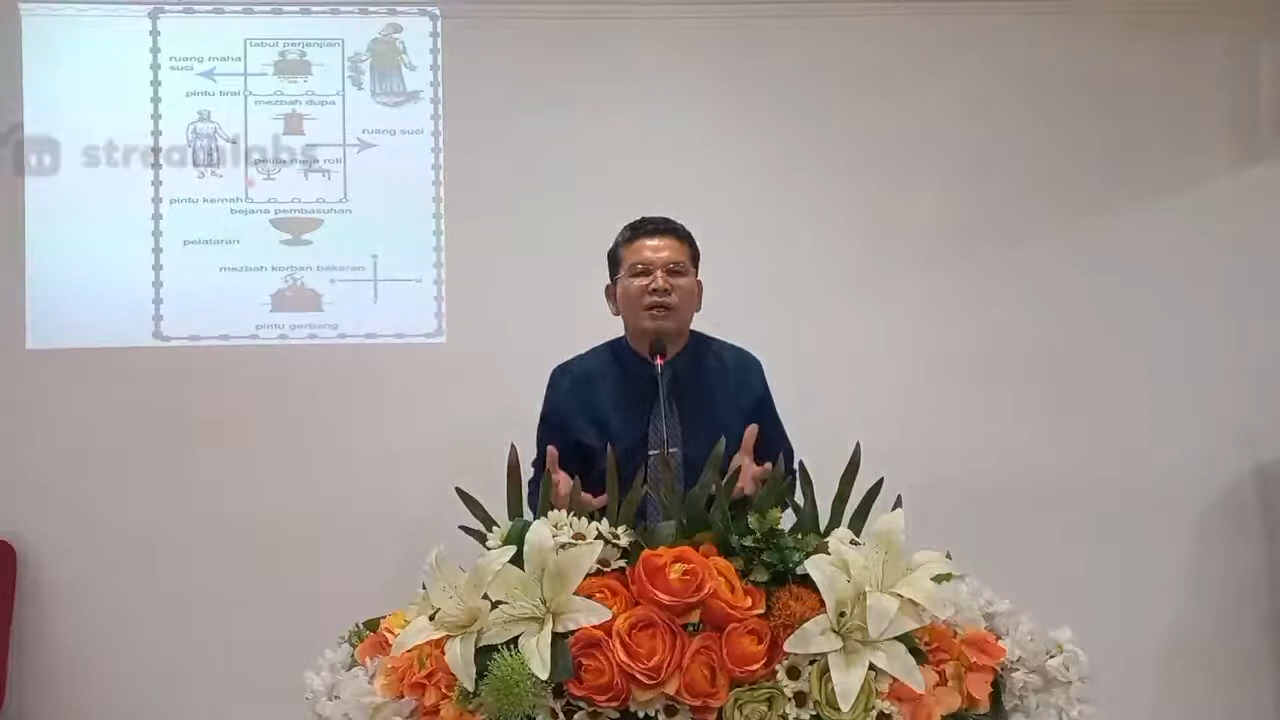 tabut perjanjian
ruang maha
suci
pintu tirai
mezbah dupa
ruang suci
streamlabs
pelita meja roti
pintu kemah
bejana pembasuhan
pelataran
mezbah korban bakaran
pintu gerbang